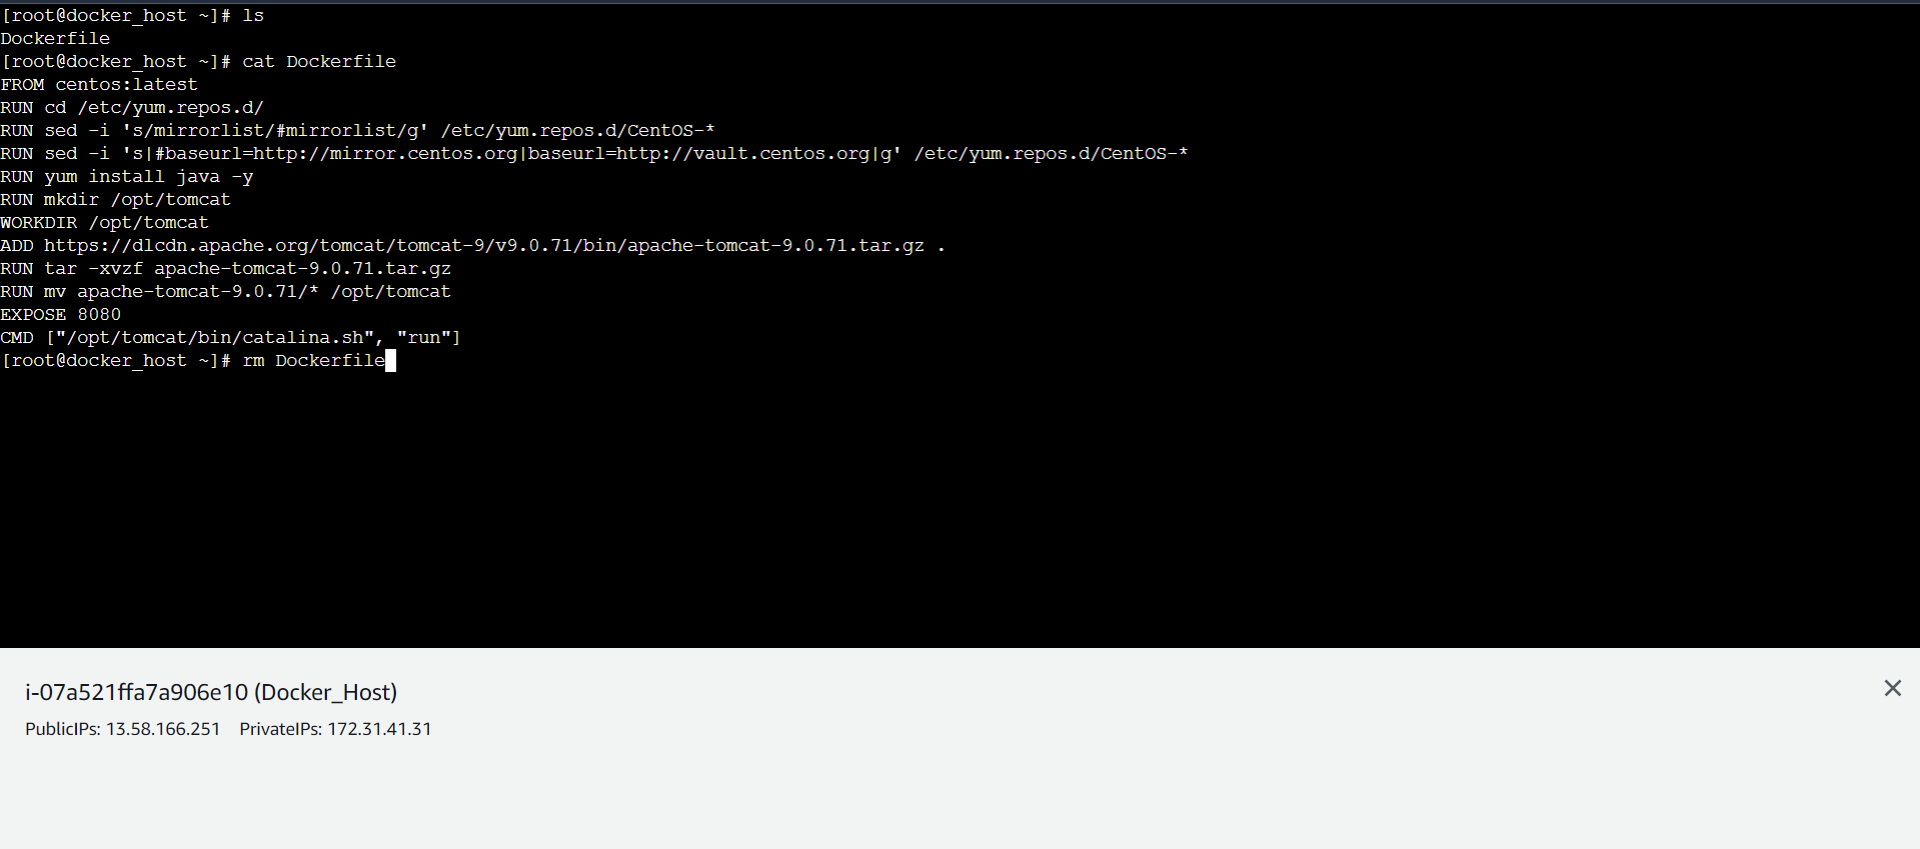 [root@docker_host ~]# ls
Dockerfile
[root@docker_host ~]# cat Dockerfile
FROM centos:latest
RUN cd /etc/yum.repos.d/
RUN sed -i 's/mirrorlist/#mirrorlist/g' /etc/yum.repos.d/CentOS-*
RUN sed -i 's|#baseurl=http://mirror.centos.org|baseurl=http://vault.centos.org|g' /etc/yum.repos.d/CentOS-*
RUN yum install java -y
RUN mkdir /opt/tomcat
WORKDIR /opt/tomcat
ADD https://dlcdn.apache.org/tomcat/tomcat-9/v9.0.71/bin/apache-tomcat-9.0.71.tar.gz .
RUN tar -xvzf apache-tomcat-9.0.71.tar.gz
RUN mv apache-tomcat-9.0.71/* /opt/tomcat
EXPOSE 8080
CMD ["/opt/tomcat/bin/catalina.sh", "run"]
[root@docker_host ~]# rm Dockerfile
i-07a521ffa7a906e10 (Docker_Host)
PublicIPs: 13.58.166.251 PrivateIPs: 172.31.41.31